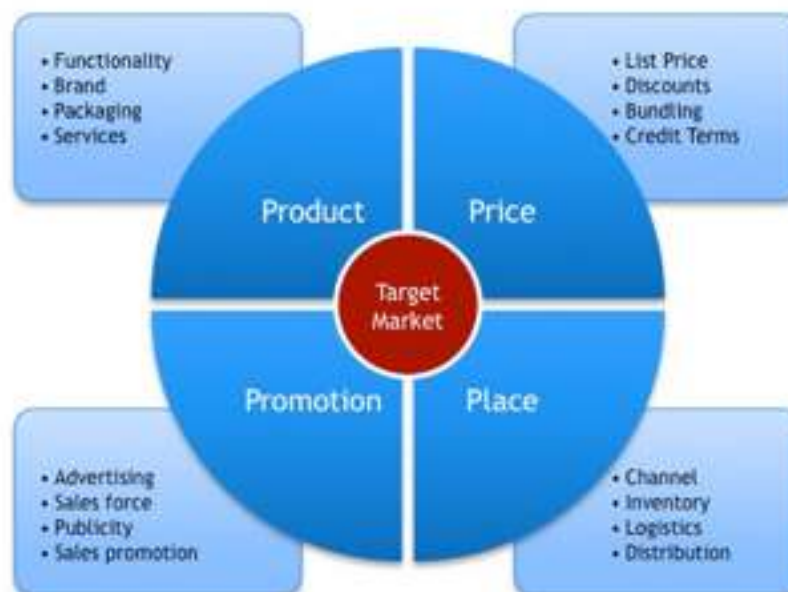 • Functionality
• Brand
• Packaging
• Services
• List Price
• Discounts
• Bundling
• Credit Terms
Product
Price
Target
Market
Promotion
Place
• Advertising
• Sales force
• Publicity
• Sales promotion
• Channel
• Inventory
• Logistics
• Distribution